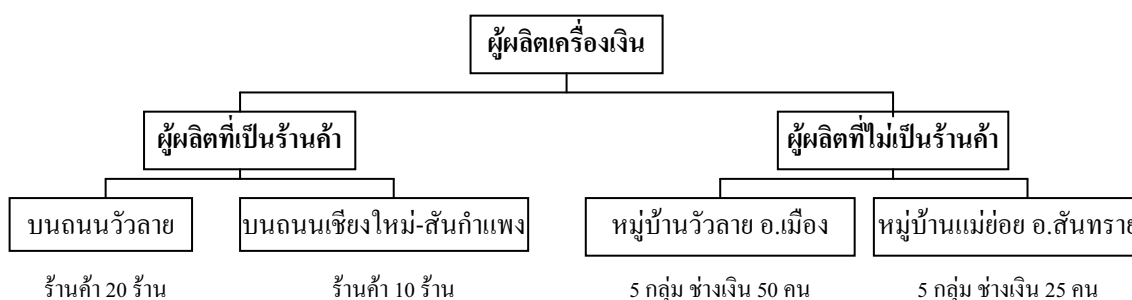 ผู้ผลิตเครื่องเงิน
ผู้ผลิตที่เป็นร้านค้า
ผู้ผลิตที่ไม่เป็นร้านค้า
บนถนนวัวลาย
บนถนนเชียงใหม่-สันกำแพง
หมู่บ้านวัวลาย อ.เมือง
หมู่บ้านแม่ย่อย อ.สันทราย
ร้านค้า 20 ร้าน
ร้านค้า 10 ร้าน
5 กลุ่ม ช่างเงิน 50 คน
5 กลุ่ม ช่างเงิน 25 คน